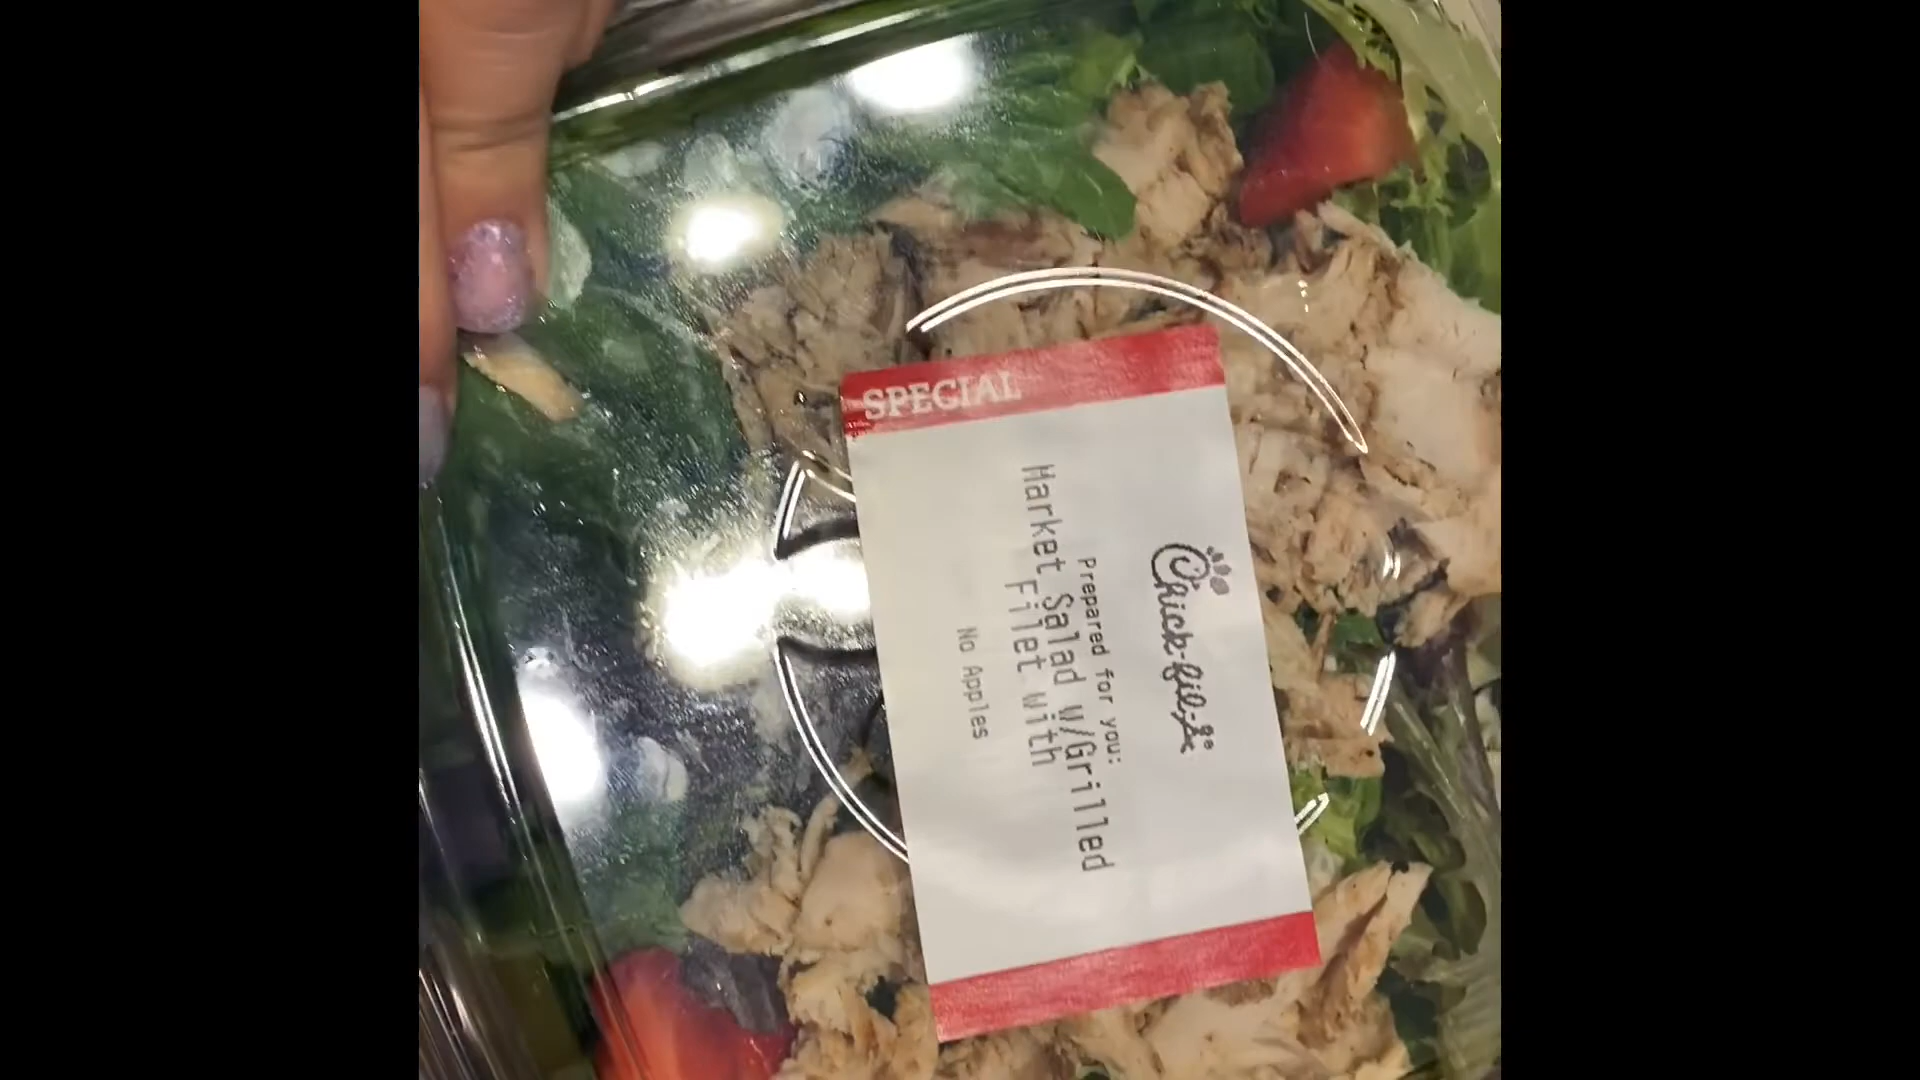 SPECIAL
Chick-fil-A®
Prepared for you:
Market Salad w/Grilled
Filet with
No Apples